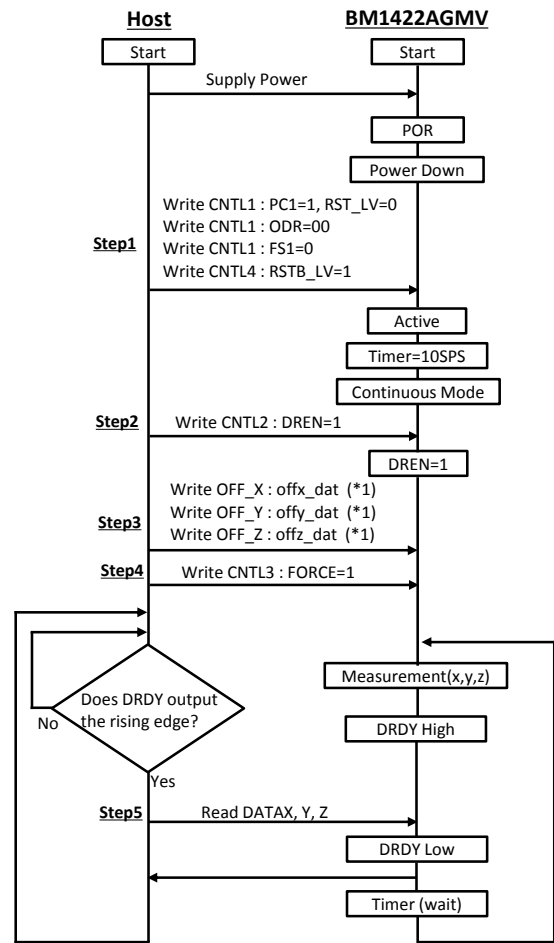 Host
BM1422AGMV
Start
Start
Supply Power
POR
Power Down
Write CNTL1 : PC1=1, RST_LV=0
Write CNTL1 : ODR=00
Step1
Write CNTL1 : FS1=0
Write CNTL4 : RSTB_LV=1
Active
Timer=10SPS
Continuous Mode
Step2
Write CNTL2 : DREN=1
DREN=1
Write OFF_X : offx_dat (*1)
Write OFF_Y : offy_dat (*1)
Write OFF_Z : offz_dat (*1)
Step3
Step4
Write CNTL3 : FORCE=1
Measurement(x,y,z)
Does DRDY output
the rising edge?
No
DRDY High
Yes
Step5
Read DATAX, Y, Z
DRDY Low
Timer (wait)